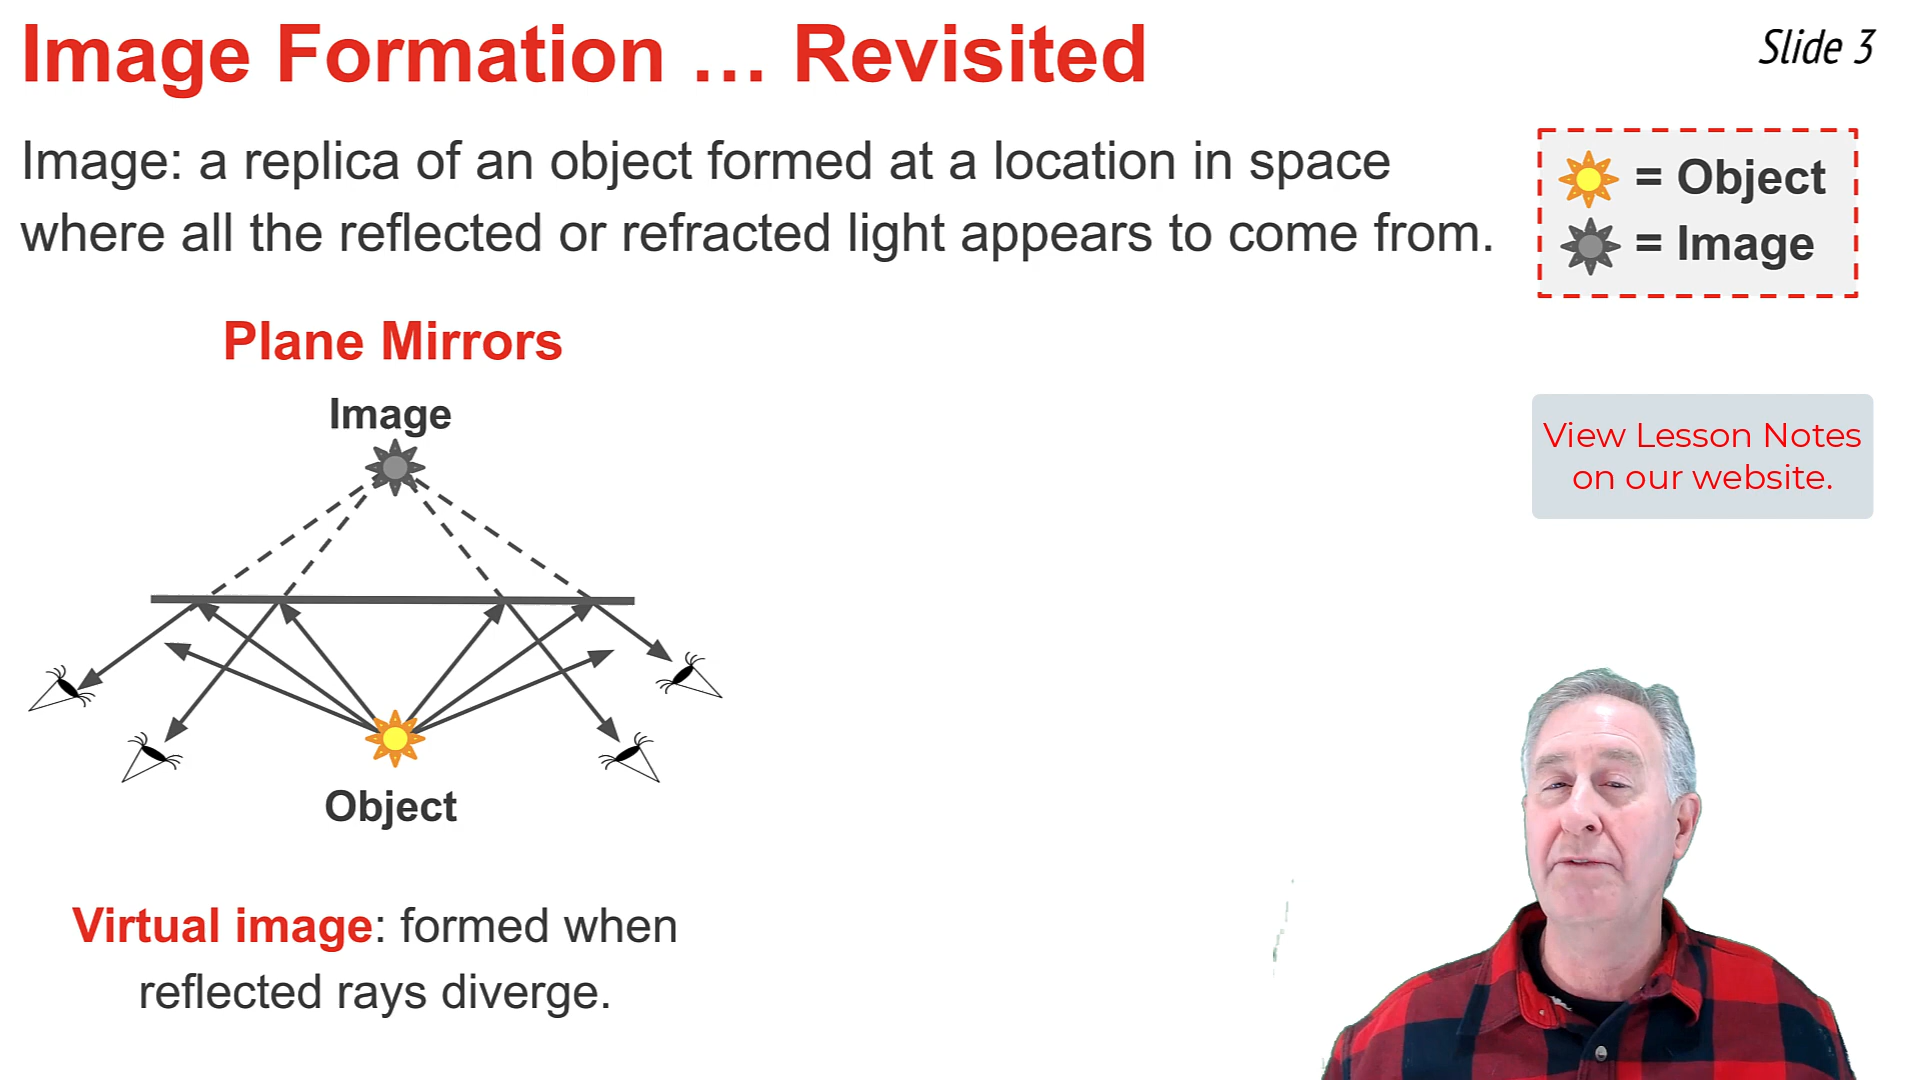 Image Formation … Revisited
Slide 3
Image: a replica of an object formed at a location in space
where all the reflected or refracted light appears to come from.
= Object
= Image
Plane Mirrors
Image
View Lesson Notes
on our website.
Object
Virtual image: formed when
reflected rays diverge.